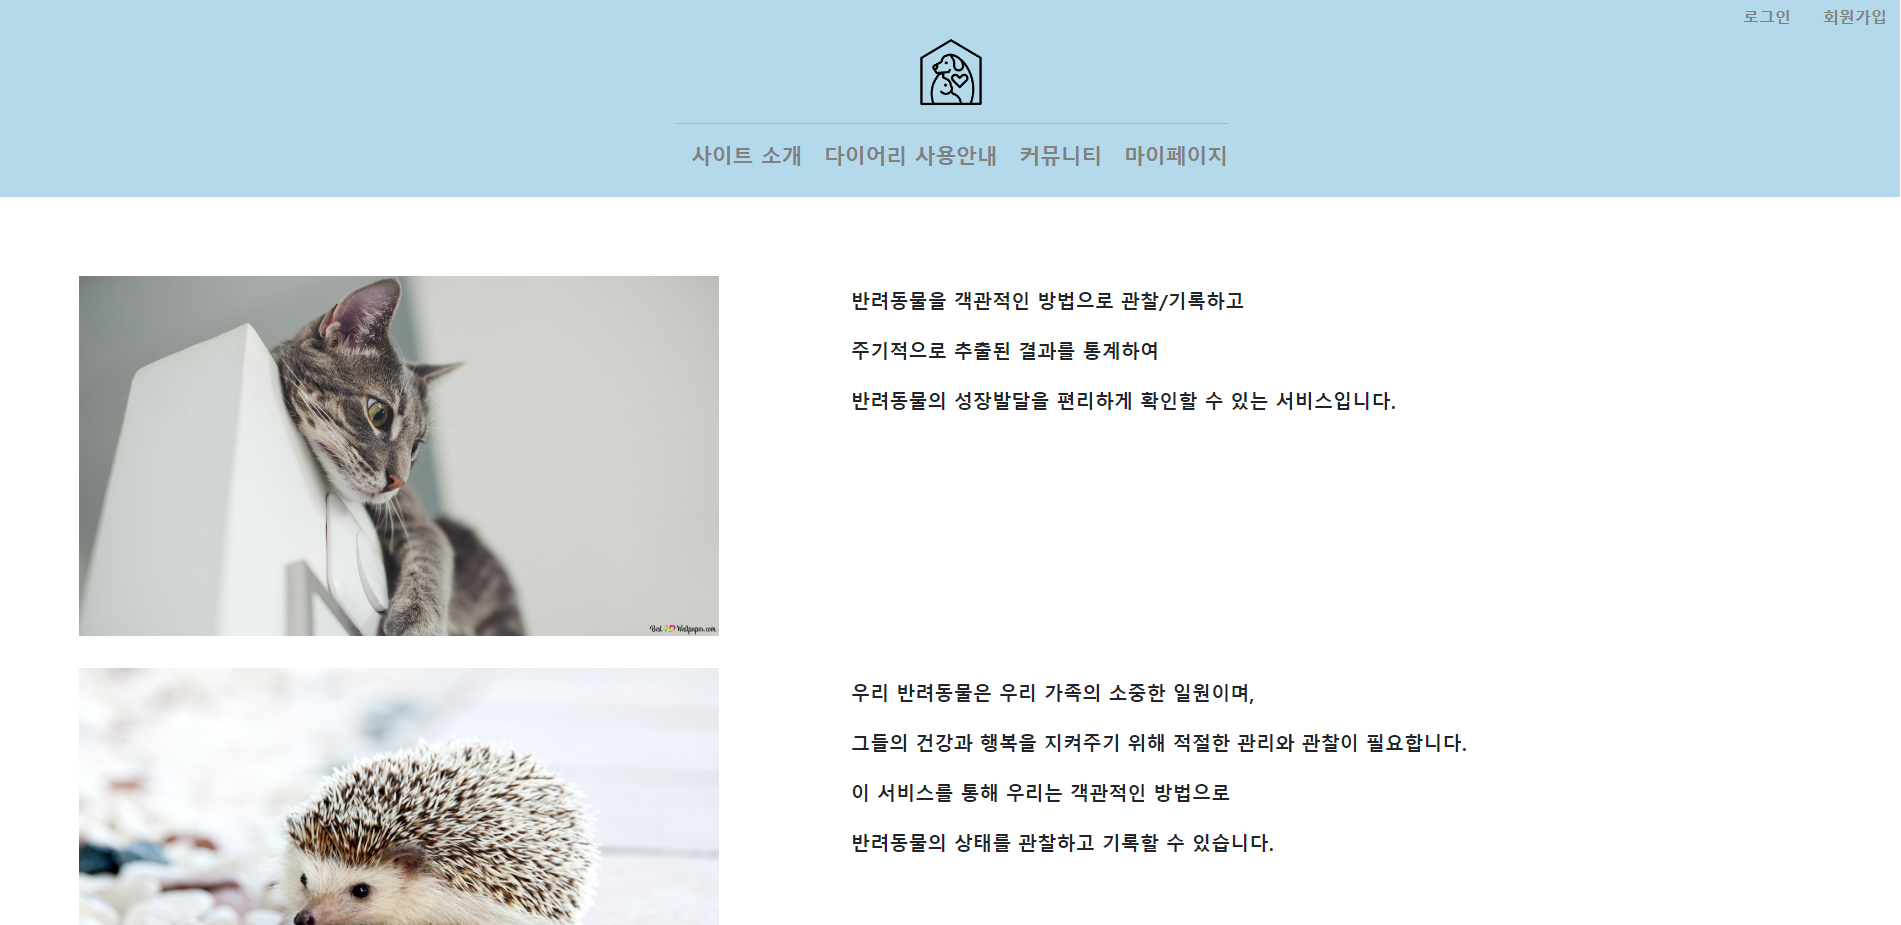 로그인 회원가입
사이트 소개 다이어리 사용안내 커뮤니티 마이페이지
반려동물을 객관적인 방법으로 관찰/기록하고
주기적으로 추출된 결과를 통계하여
반려동물의 성장발달을 편리하게 확인할 수 있는 서비스입니다.
Best HD Wallpaper.com
우리 반려동물은 우리 가족의 소중한 일원이며,
그들의 건강과 행복을 지켜주기 위해 적절한 관리와 관찰이 필요합니다.
이 서비스를 통해 우리는 객관적인 방법으로
반려동물의 상태를 관찰하고 기록할 수 있습니다.